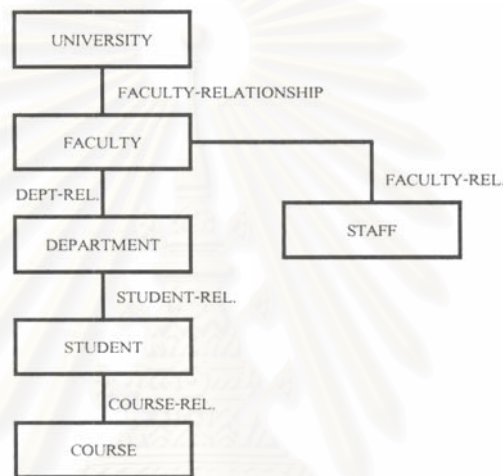 UNIVERSITY
FACULTY-RELATIONSHIP
FACULTY
FACULTY-REL.
DEPT-REL.
STAFF
DEPARTMENT
STUDENT-REL.
STUDENT
COURSE-REL.
COURSE